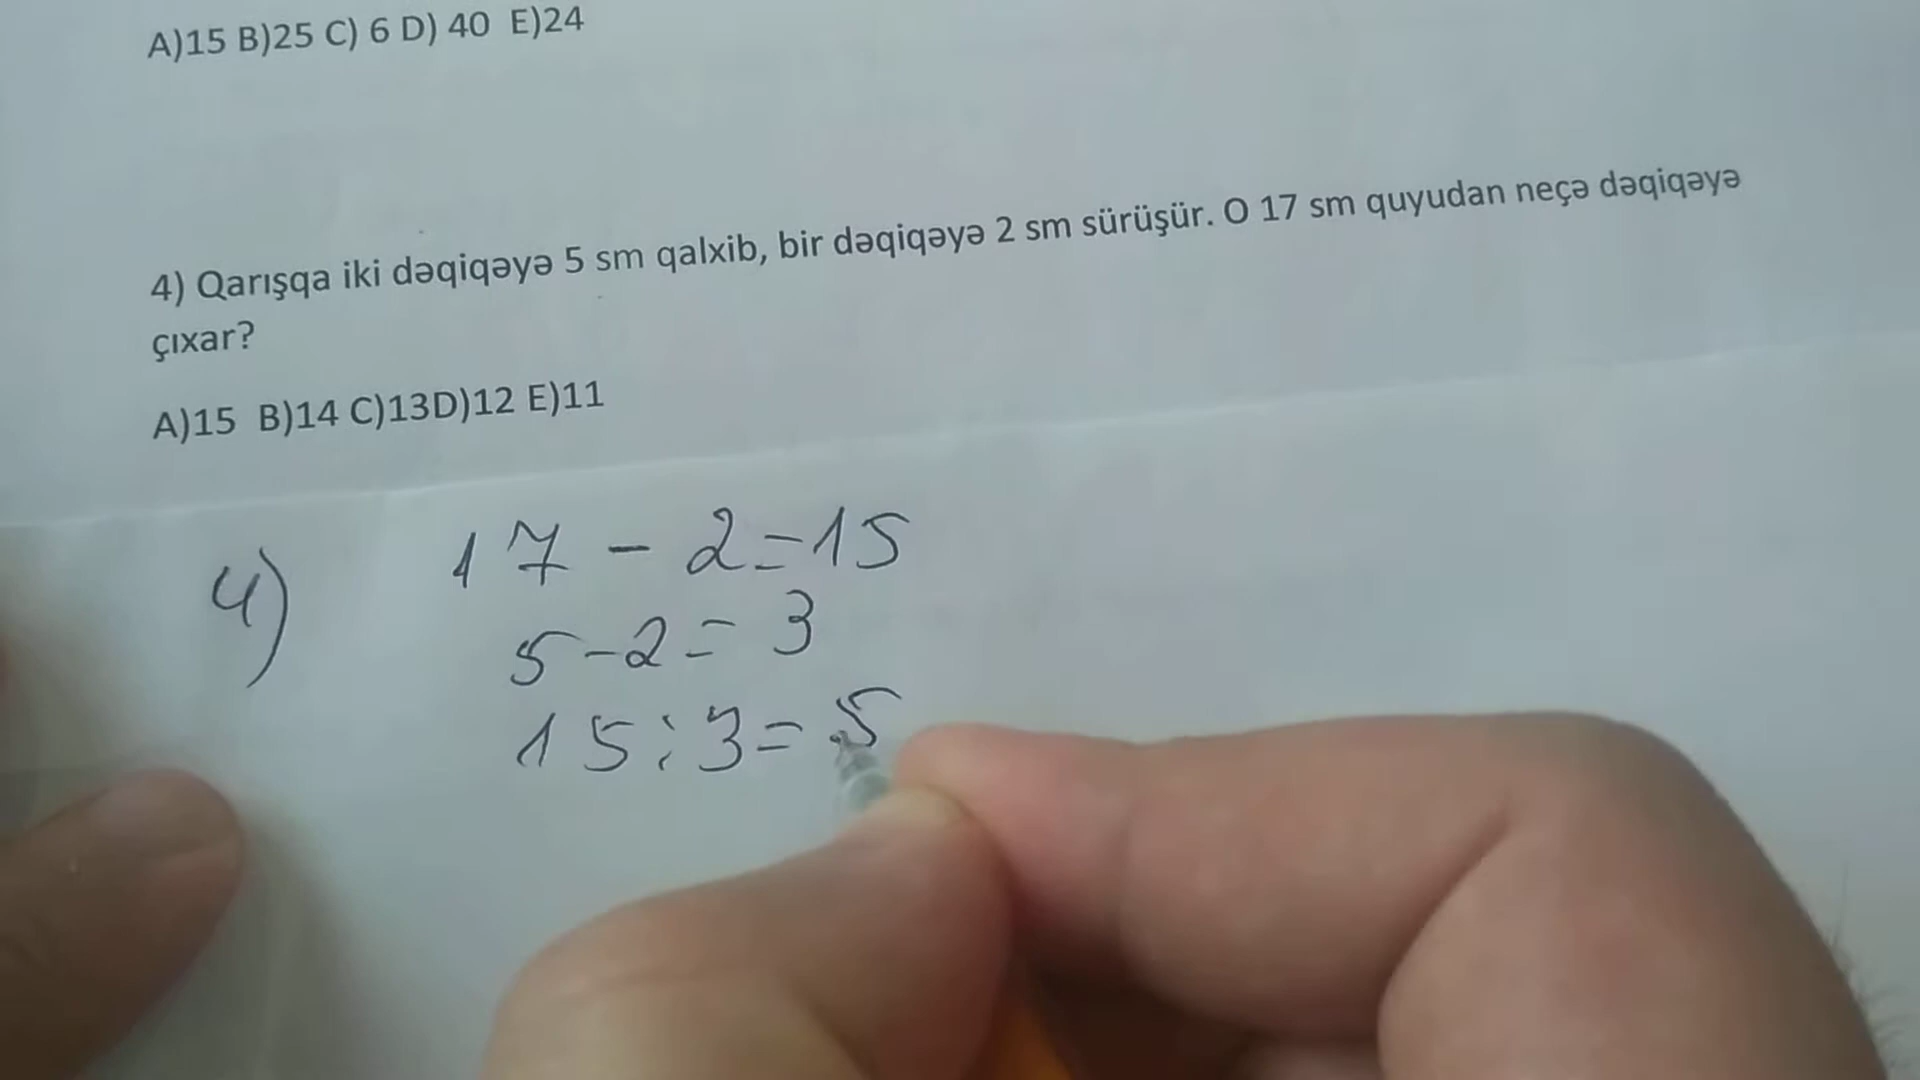 A)15 B)25 C) 6 D) 40 E)24
4) Qarışqa iki dəqiqəyə 5 sm qalxib, bir dəqiqəyə 2 sm sürüşür. O 17 sm quyudan neçə dəqiqəyə
çıxar?
A)15 B)14 C)13D)12 E)11
4) 17 - 2=15
5-2= 3
15:3= 5